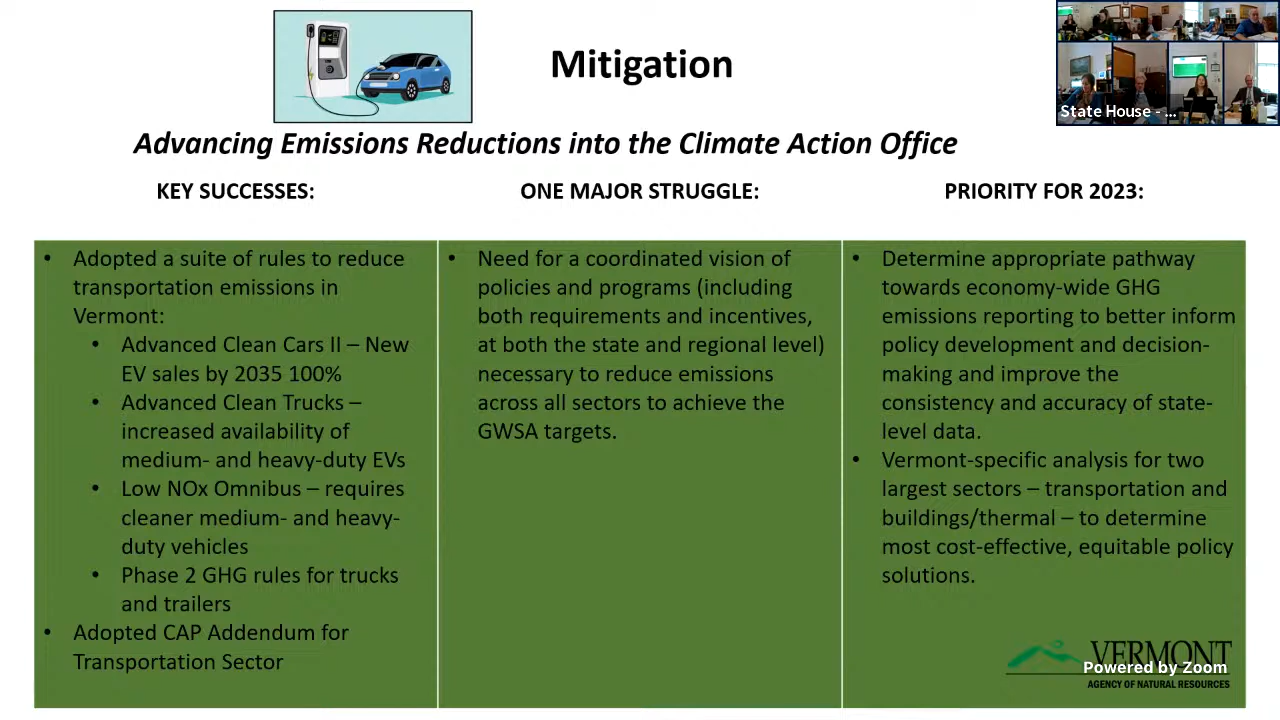 Mitigation
State House - ...
Advancing Emissions Reductions into the Climate Action Office
KEY SUCCESSES:
• Adopted a suite of rules to reduce
transportation emissions in
Vermont:
• Advanced Clean Cars II – New
EV sales by 2035 100%
• Advanced Clean Trucks –
increased availability of
medium- and heavy-duty EVs
• Low NOx Omnibus – requires
cleaner medium- and heavy-
duty vehicles
• Phase 2 GHG rules for trucks
and trailers
• Adopted CAP Addendum for
Transportation Sector
ONE MAJOR STRUGGLE:
• Need for a coordinated vision of
policies and programs (including
both requirements and incentives,
at both the state and regional level)
necessary to reduce emissions
across all sectors to achieve the
GWSA targets.
PRIORITY FOR 2023:
• Determine appropriate pathway
towards economy-wide GHG
emissions reporting to better inform
policy development and decision-
making and improve the
consistency and accuracy of state-
level data.
• Vermont-specific analysis for two
largest sectors – transportation and
buildings/thermal – to determine
most cost-effective, equitable policy
solutions.
VERMONT
Powered by Zoom
AGENCY OF NATURAL RESOURCES